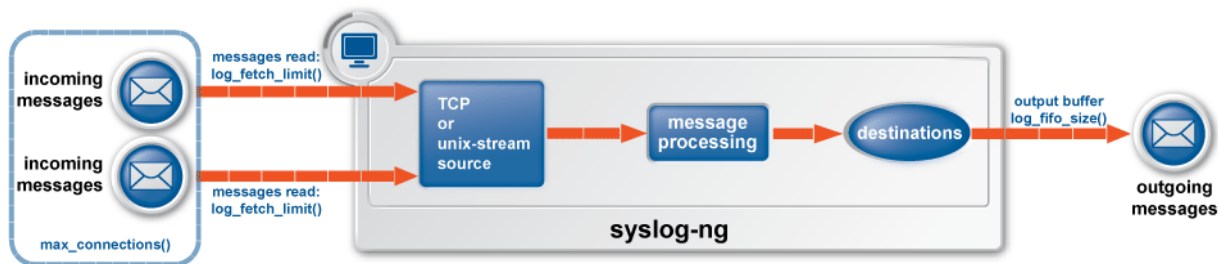 incoming
messages
incoming
messages
max_connections()
messages read:
log_fetch_limit()
messages read:
log_fetch_limit()
TCP
or
unix-stream
source
message
processing
destinations
syslog-ng
output buffer
log_fifo_size()
outgoing
messages